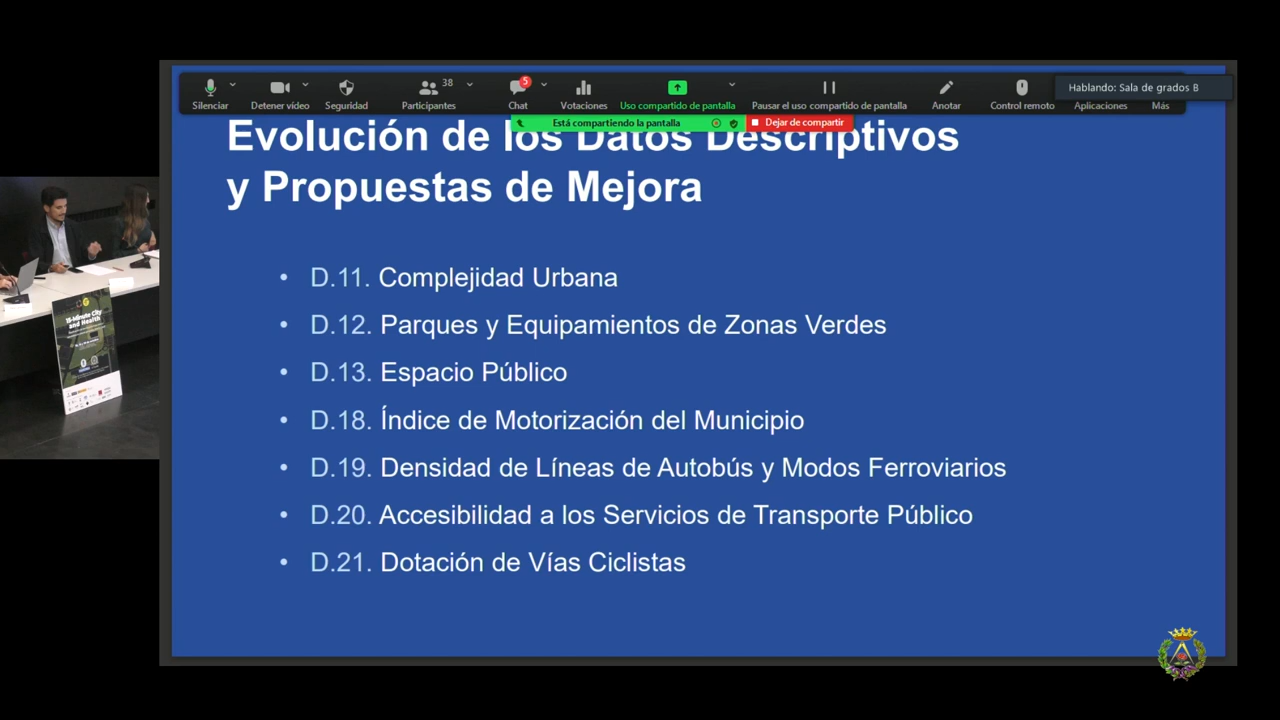 38
5
Silenciar
Detener vídeo
Seguridad
Participantes
Chat
Votaciones
Uso compartido de pantalla
Pausar el uso compartido de pantalla
Anotar
Control remoto
Hablando: Sala de grados B
Aplicaciones
Más
Está compartiendo la pantalla
Dejar de compartir
Evolución de los Datos Descriptivos
y Propuestas de Mejora
• D.11. Complejidad Urbana
• D.12. Parques y Equipamientos de Zonas Verdes
• D.13. Espacio Público
• D.18. Índice de Motorización del Municipio
• D.19. Densidad de Líneas de Autobús y Modos Ferroviarios
• D.20. Accesibilidad a los Servicios de Transporte Público
• D.21. Dotación de Vías Ciclistas
15-Minute City
and Health